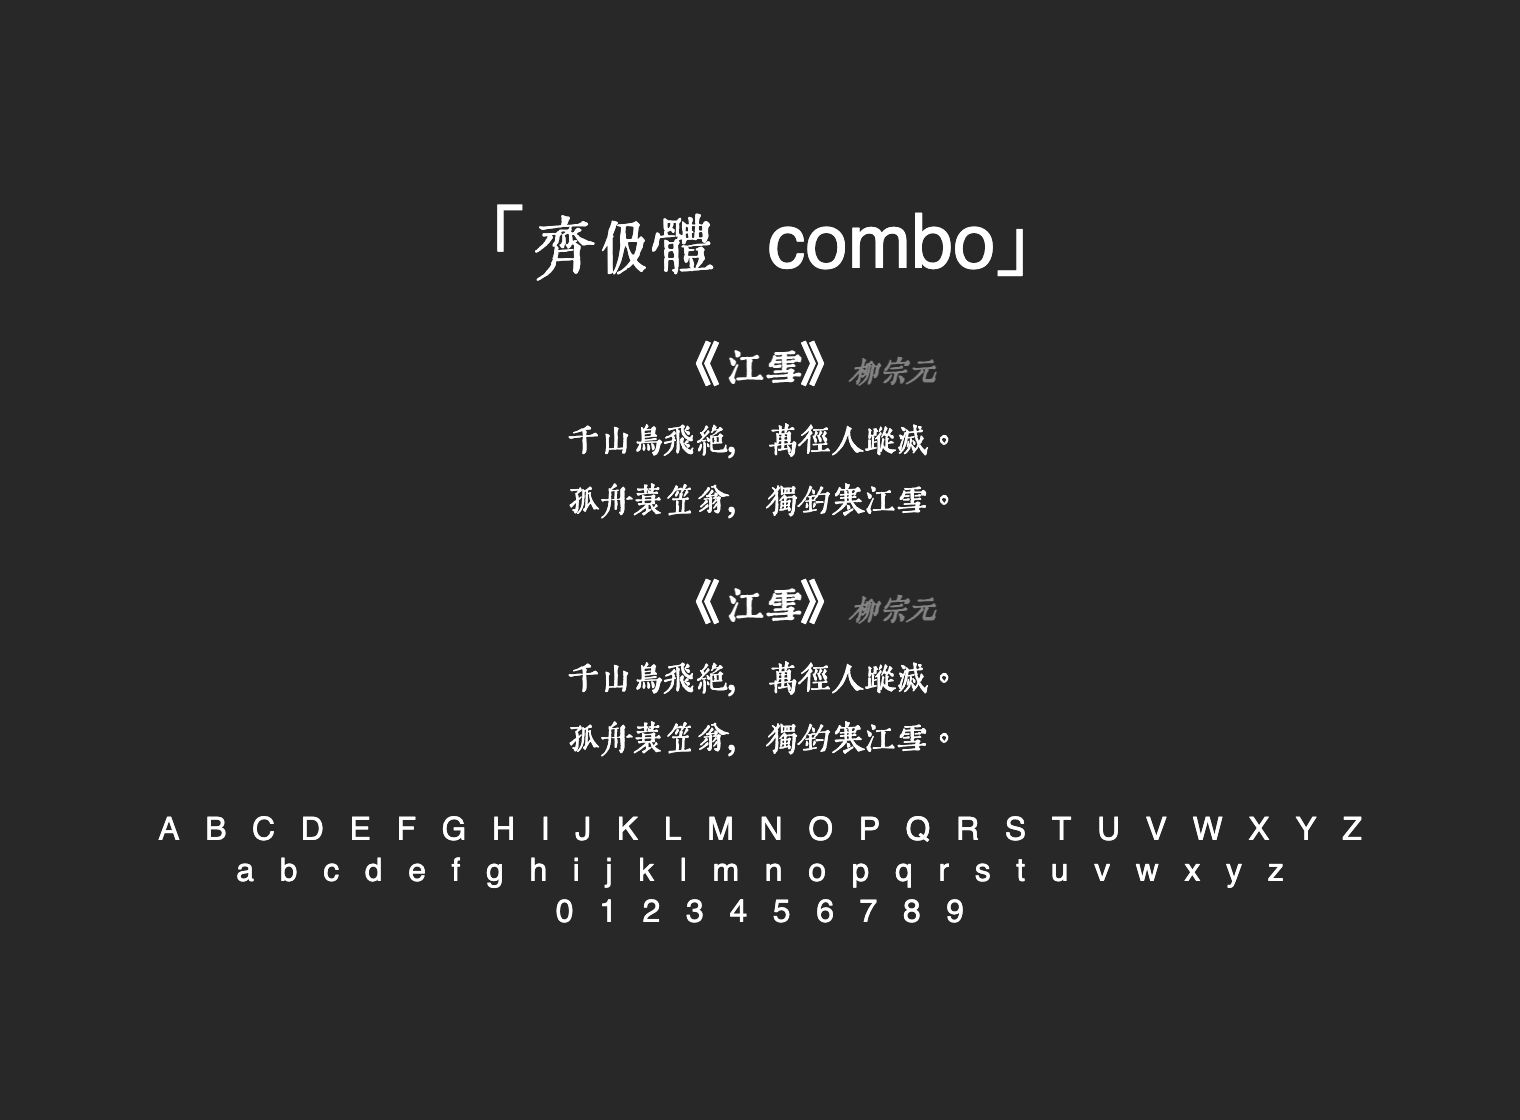 「齊伋體 combo」
《江雪》 柳宗元
千山鳥飛絕, 萬徑人蹤滅。
孤舟蓑笠翁, 獨釣寒江雪。
《江雪》 柳宗元
千山鳥飛絕, 萬徑人蹤滅。
孤舟蓑笠翁, 獨釣寒江雪。
A B C D E F G H I J K L M N O P Q R S T U V W X Y Z
a b c d e f g h i j k l m n o p q r s t u v w x y z
0 1 2 3 4 5 6 7 8 9